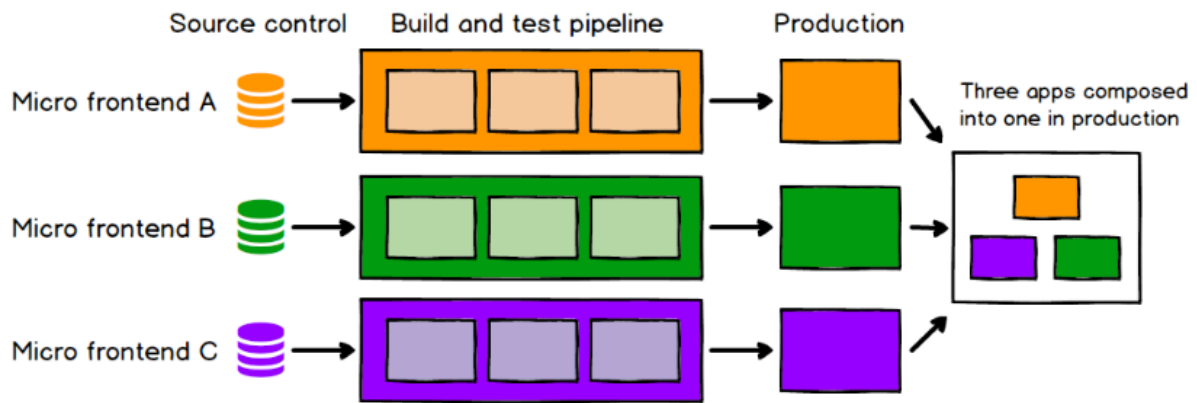 Source control
Build and test pipeline
Production
Micro frontend A
Three apps composed
into one in production
Micro frontend B
Micro frontend C